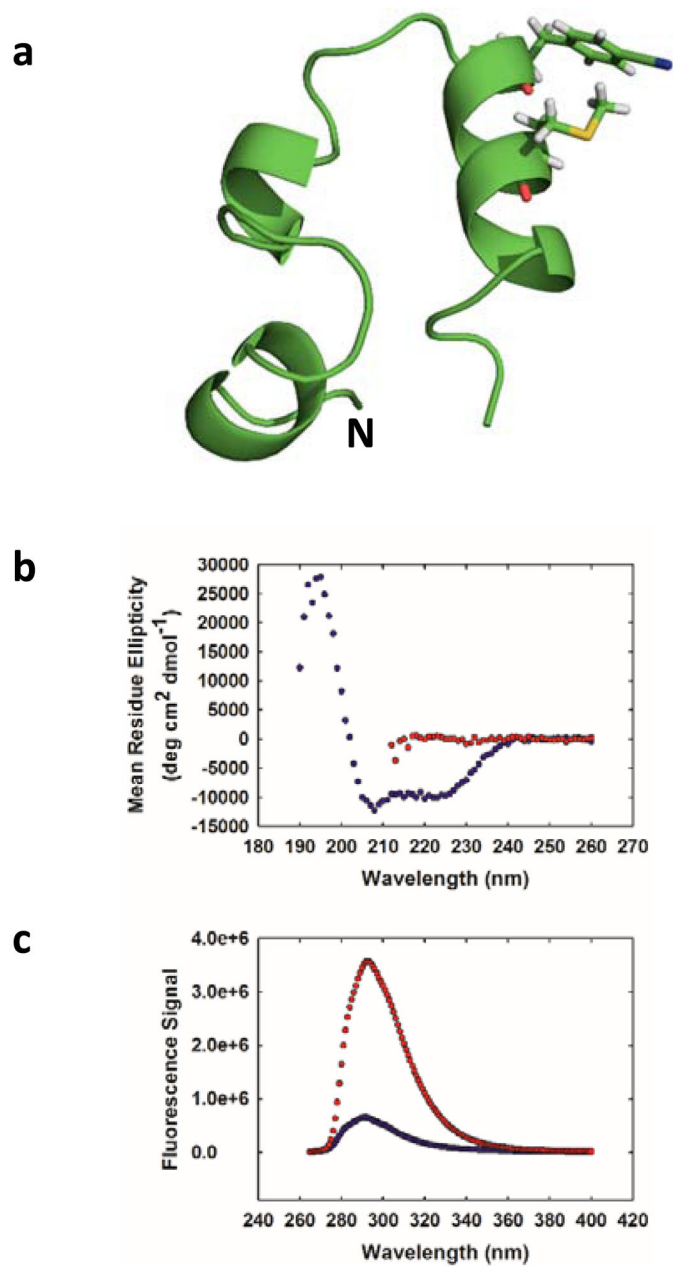 a
N
b
Mean Residue Ellipticity
(deg cm² dmol⁻¹)
30000
25000
20000
15000
10000
5000
0
-5000
-10000
-15000
180 190 200 210 220 230 240 250 260 270
Wavelength (nm)
c
Fluorescence Signal
4.0e+6
3.0e+6
2.0e+6
1.0e+6
0.0
240 260 280 300 320 340 360 380 400 420
Wavelength (nm)